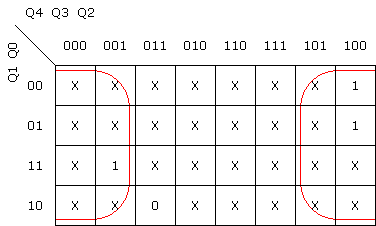 Q4 Q3 Q2
Q1 Q0
000 001 011 010 110 111 101 100
00 X X X X X X X 1
01 X X X X X X X 1
11 X 1 X X X X X X
10 X X 0 X X X X X